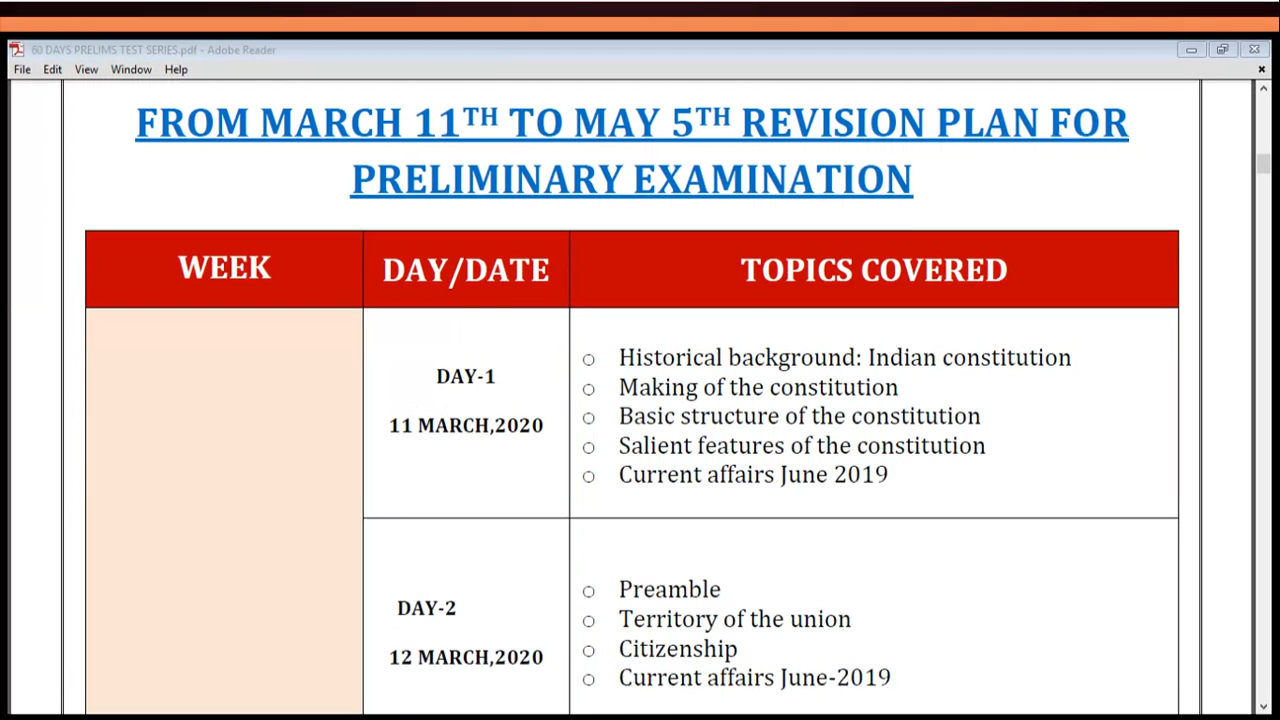 60 DAYS PRELIMS TEST SERIES.pdf - Adobe Reader
File Edit View Window Help
FROM MARCH 11TH TO MAY 5TH REVISION PLAN FOR
PRELIMINARY EXAMINATION
WEEK DAY/DATE TOPICS COVERED
DAY-1
11 MARCH,2020
Historical background: Indian constitution
Making of the constitution
Basic structure of the constitution
Salient features of the constitution
Current affairs June 2019
DAY-2
12 MARCH,2020
Preamble
Territory of the union
Citizenship
Current affairs June-2019